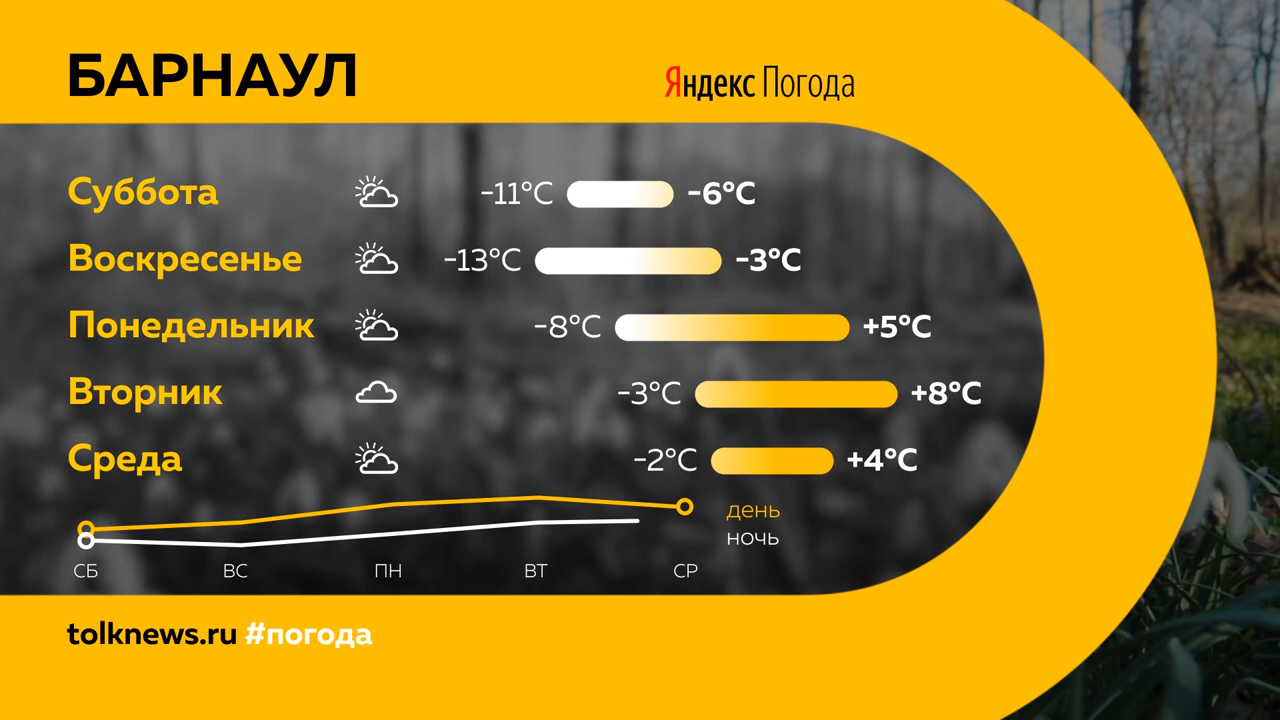 БАРНАУЛ
Яндекс Погода
Суббота -11°C -6°C
Воскресенье -13°C -3°C
Понедельник -8°C +5°C
Вторник -3°C +8°C
Среда -2°C +4°C
день
ночь
СБ ВС ПН ВТ СР
tolknews.ru #погода